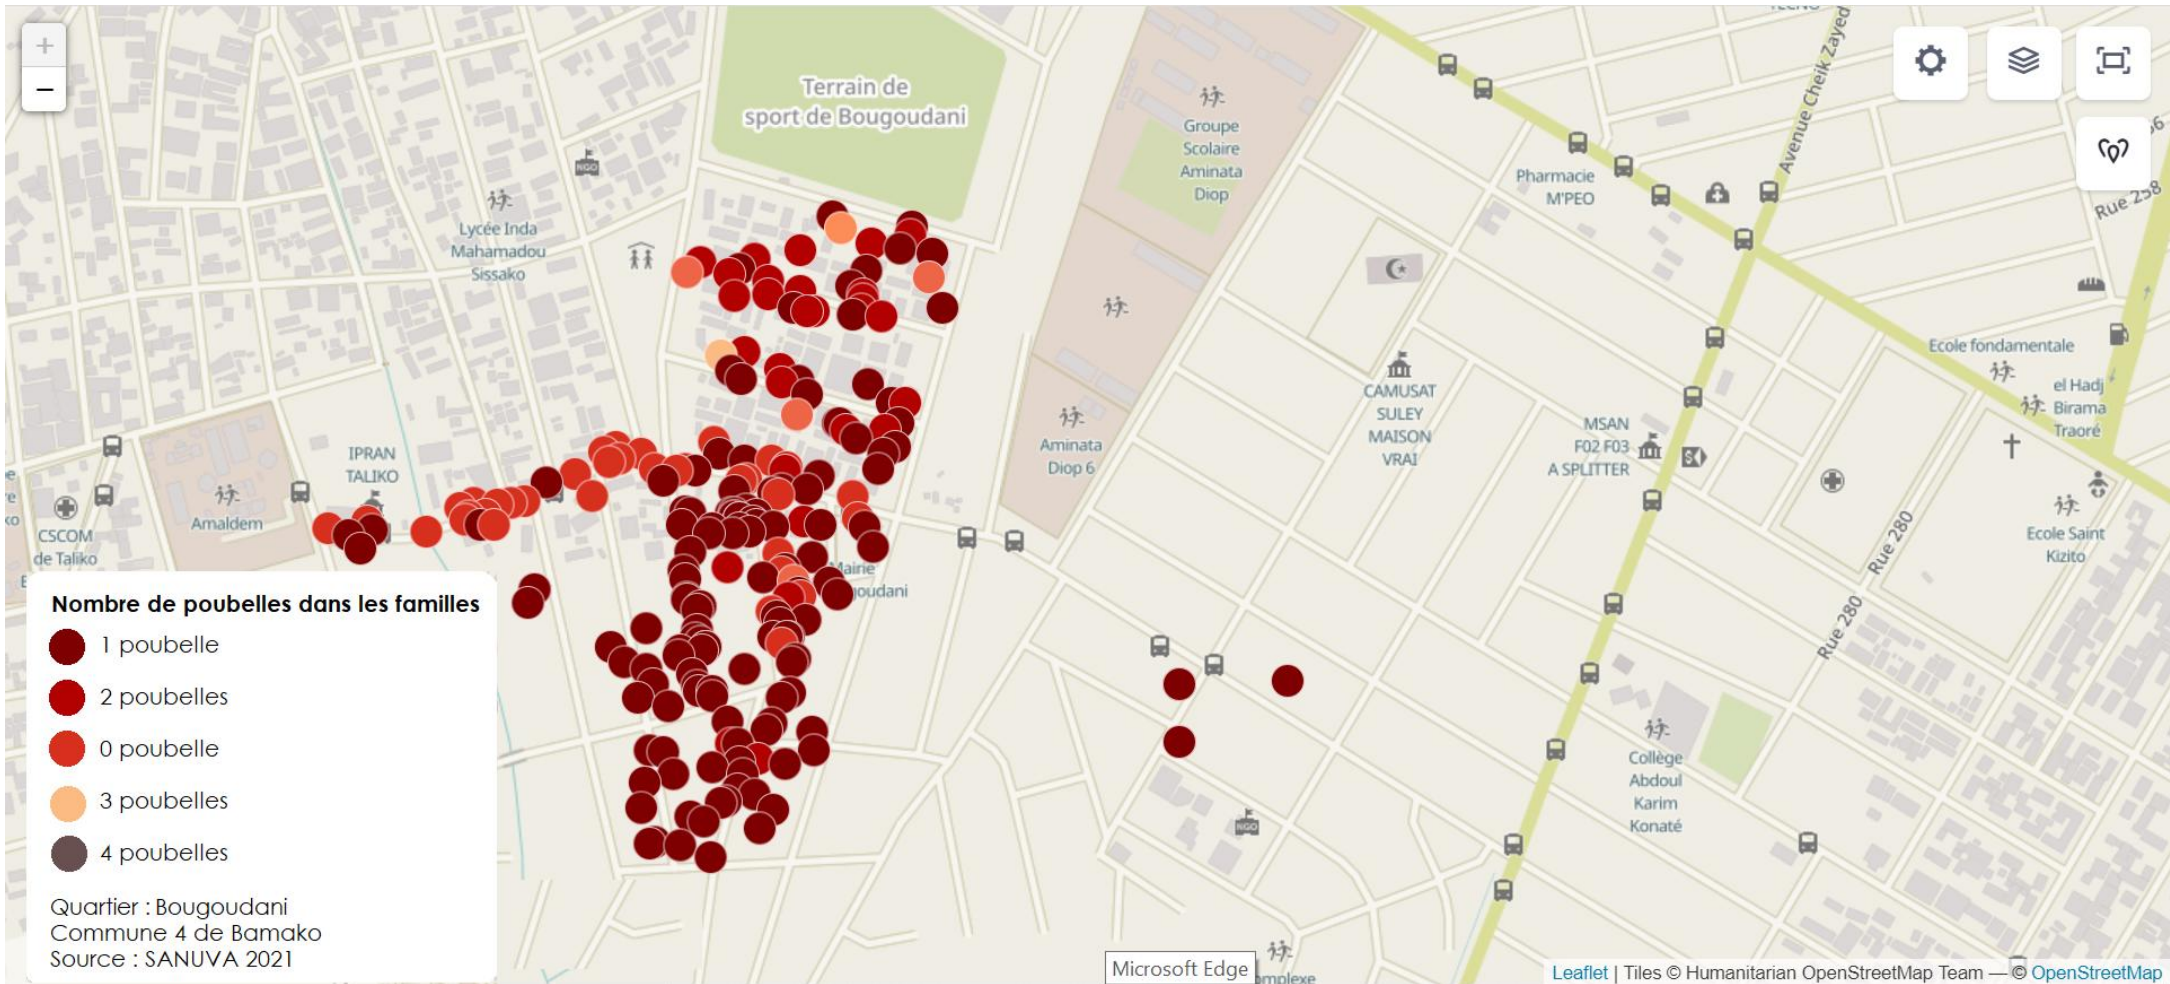 +
−
Terrain de
sport de Bougoudani
Groupe
Scolaire
Aminata
Diop
Avenue Cheik Zayed
Pharmacie
M'PEO
Rue 258
NGO
Lycée Inda
Mahamadou
Sissako
Ecole fondamentale
el Hadj
Birama
Traoré
CAMUSAT
SULEY
MAISON
VRAI
MSAN
F02 F03
A SPLITTER
Aminata
Diop 6
IPRAN
TALIKO
Amaldem
CSCOM
de Taliko
Rue 280
Ecole Saint
Kizito
Mairie
Rue 280
Collège
Abdoul
Karim
Konaté
NGO
Nombre de poubelles dans les familles
1 poubelle
2 poubelles
0 poubelle
3 poubelles
4 poubelles
Quartier : Bougoudani
Commune 4 de Bamako
Source : SANUVA 2021
Microsoft Edge
Leaflet | Tiles © Humanitarian OpenStreetMap Team — © OpenStreetMap